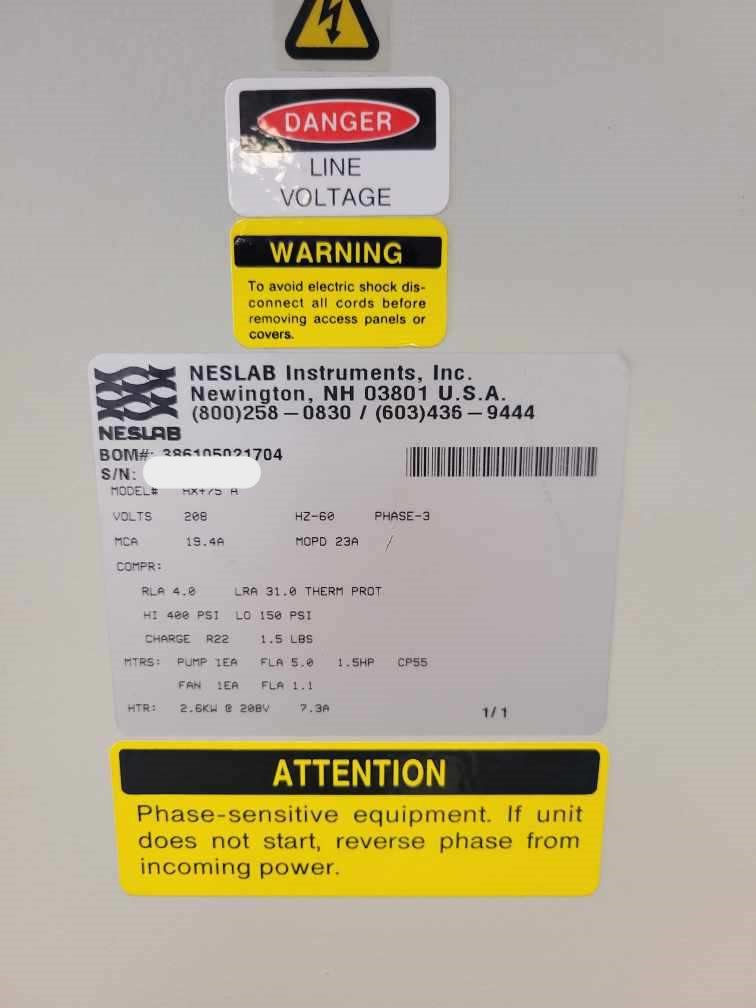 DANGER
LINE
VOLTAGE
WARNING
To avoid electric shock dis-
connect all cords before
removing access panels or
covers.
NESLAB Instruments, Inc.
Newington, NH 03801 U.S.A.
(800)258–0830 / (603)436–9444
NESLAB
BOM#: 386105021704
S/N:
MODEL# HX+75 A
VOLTS 208 HZ-60 PHASE-3
MCA 19.4A MOPD 23A /
COMPR:
RLA 4.0 LRA 31.0 THERM PROT
HI 400 PSI LO 150 PSI
CHARGE R22 1.5 LBS
MTRS: PUMP 1EA FLA 5.0 1.5HP CP55
FAN 1EA FLA 1.1
HTR: 2.6KW @ 208V 7.3A 1/1
ATTENTION
Phase-sensitive equipment. If unit
does not start, reverse phase from
incoming power.